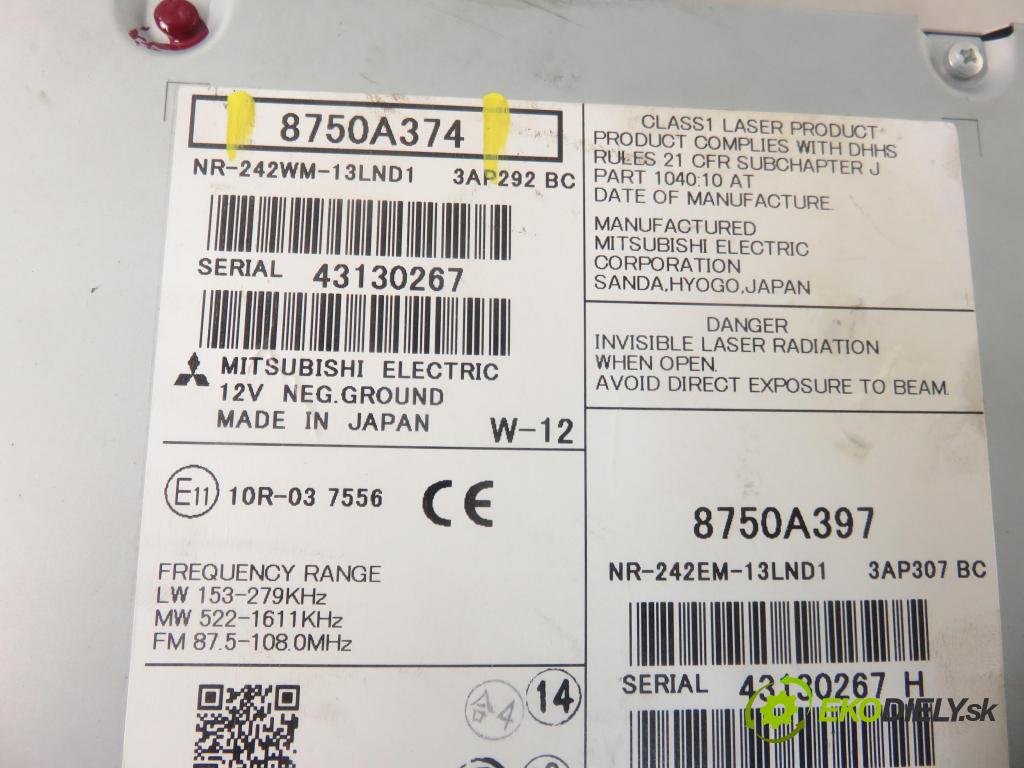 8750A374
NR-242WM-13LND1 3AP292 BC
SERIAL 43130267
MITSUBISHI ELECTRIC
12V NEG.GROUND
MADE IN JAPAN
W-12
E11 10R-03 7556 CE
FREQUENCY RANGE
LW 153-279KHz
MW 522-1611KHz
FM 87.5-108.0MHz
14
4
CLASS1 LASER PRODUCT
PRODUCT COMPLIES WITH DHHS
RULES 21 CFR SUBCHAPTER J
PART 1040:10 AT
DATE OF MANUFACTURE.
MANUFACTURED
MITSUBISHI ELECTRIC
CORPORATION
SANDA,HYOGO,JAPAN
DANGER
INVISIBLE LASER RADIATION
WHEN OPEN.
AVOID DIRECT EXPOSURE TO BEAM.
8750A397
NR-242EM-13LND1 3AP307 BC
SERIAL 43130267 H
EKODIELY.sk